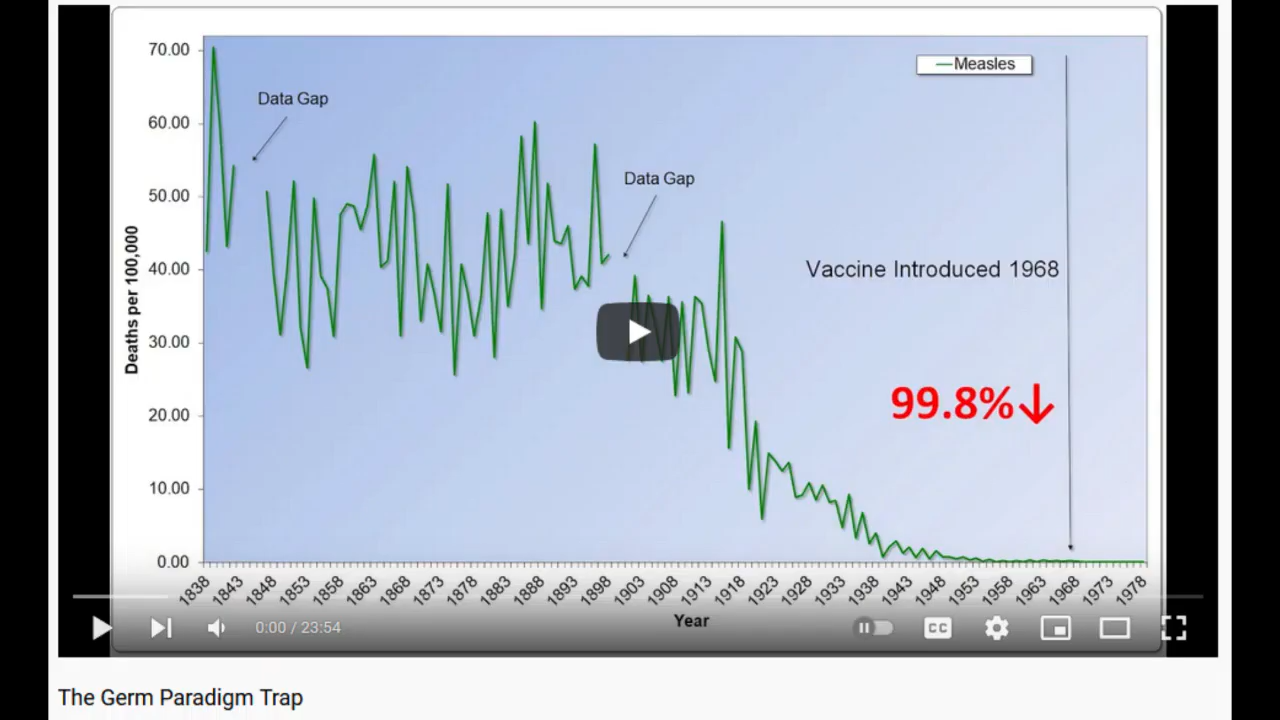 70.00
Measles
Data Gap
60.00
Data Gap
50.00
40.00
Vaccine Introduced 1968
Deaths per 100,000
30.00
99.8%↓
20.00
10.00
0.00
1838 1843 1848 1853 1858 1863 1868 1873 1878 1883 1888 1893 1898 1903 1908 1913 1918 1923 1928 1933 1938 1943 1948 1953 1958 1963 1968 1973 1978
Year
0:00 / 23:54
CC
The Germ Paradigm Trap